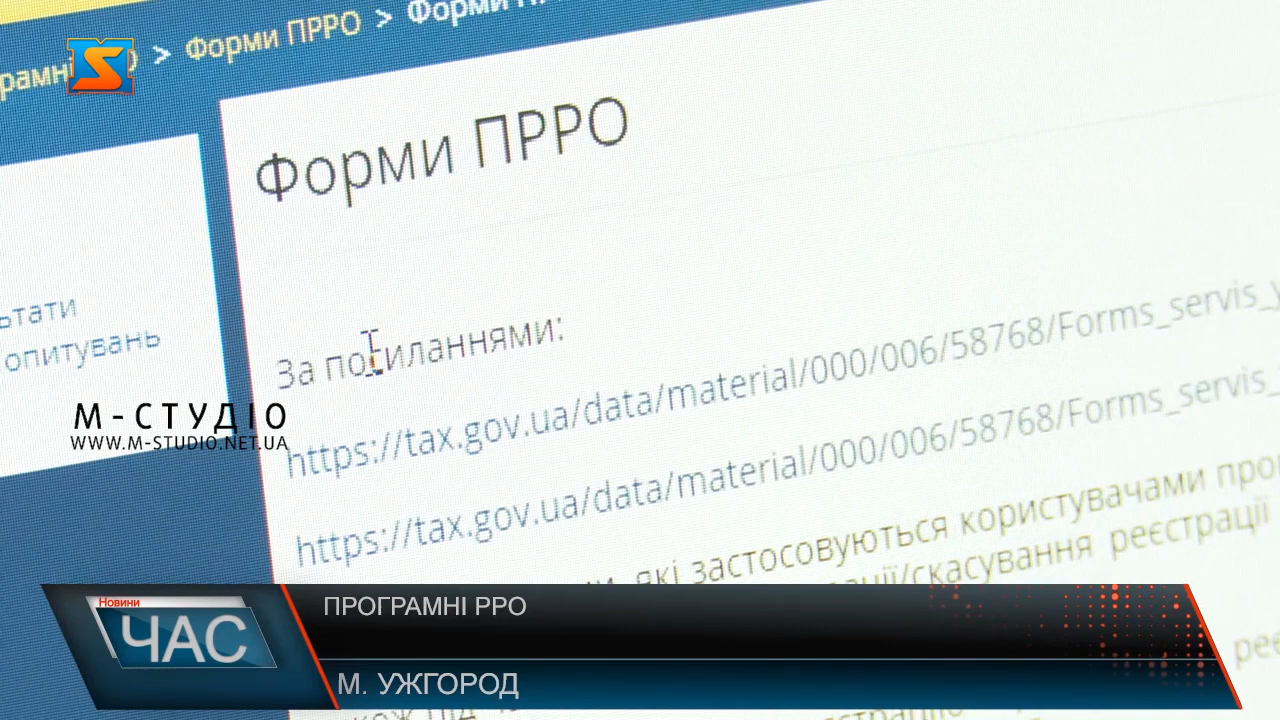 Форми ПРРО > Форми
Форми ПРРО
опитувань
За посиланнями:
https://tax.gov.ua/data/material/000/006/58768/Forms_servis_
https://tax.gov.ua/data/material/000/006/58768/Forms_servis_
які застосовуються користувачами
скасування реєстрації
М-СТУДІО
WWW.M-STUDIO.NET.UA
Новини
ЧАС
ПРОГРАМНІ РРО
М. УЖГОРОД